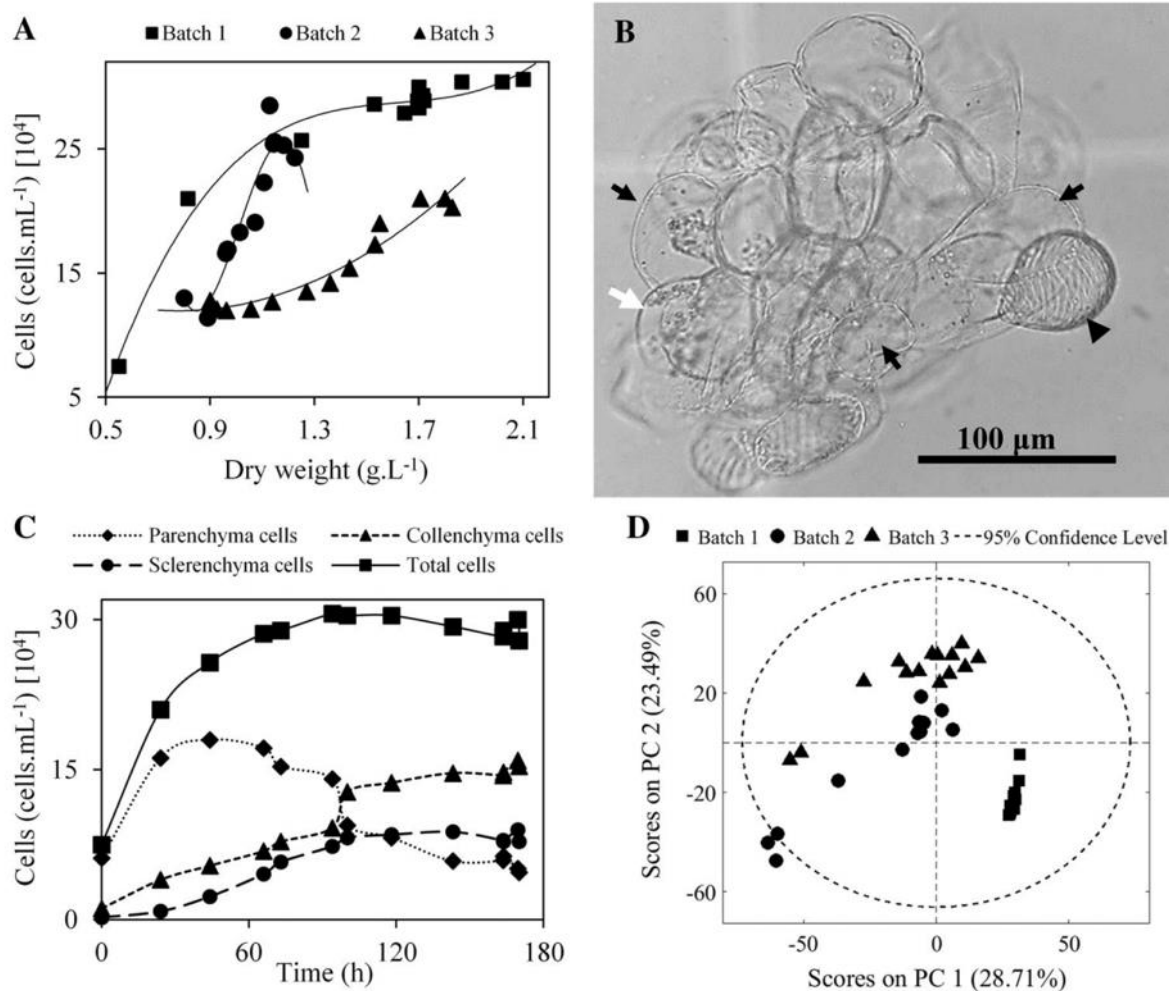 A
Batch 1 Batch 2 Batch 3
Cells (cells.mL⁻¹) [10⁴]
25
15
5
0.5 0.9 1.3 1.7 2.1
Dry weight (g.L⁻¹)
B
100 µm
C
Parenchyma cells Collenchyma cells
Sclerenchyma cells Total cells
Cells (cells.mL⁻¹) [10⁴]
30
15
0
0 60 120 180
Time (h)
D
Batch 1 Batch 2 Batch 3 95% Confidence Level
Scores on PC 2 (23.49%)
60
20
-20
-60
-50 0 50
Scores on PC 1 (28.71%)